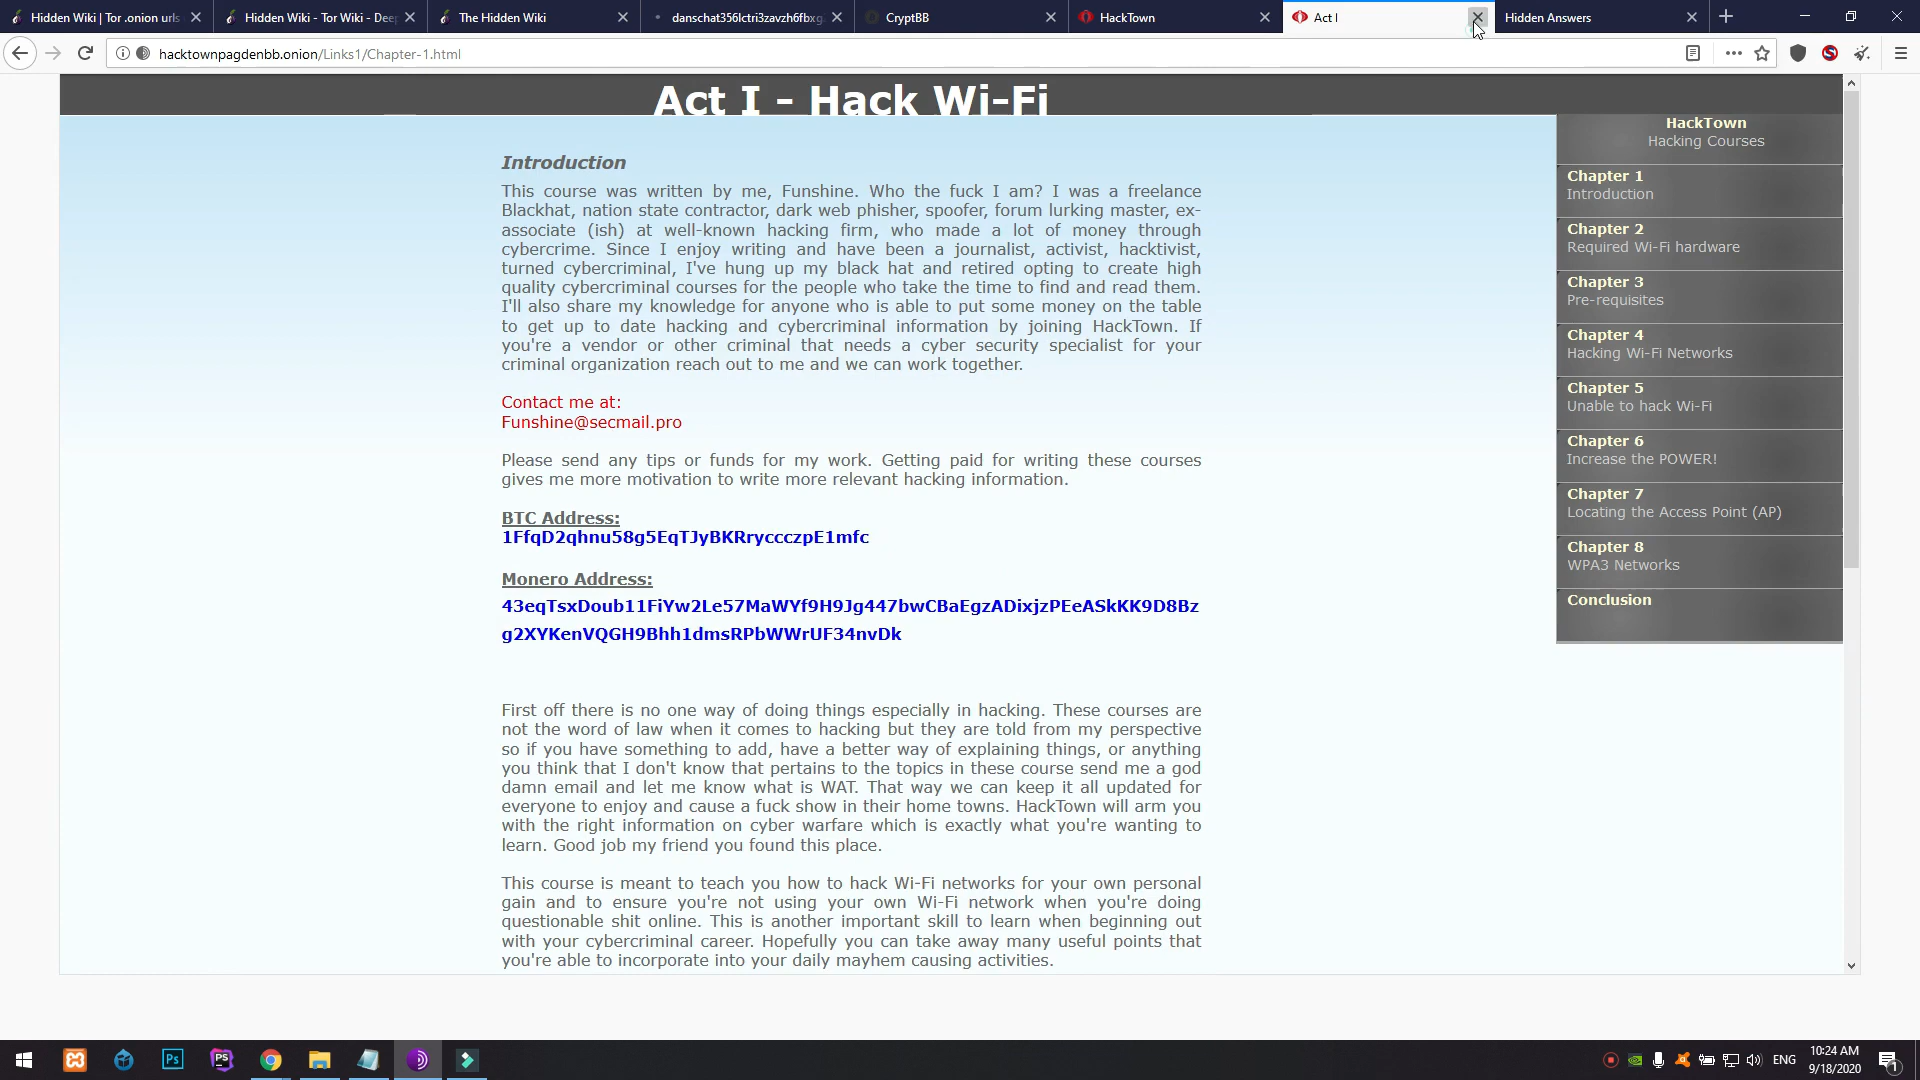 Hidden Wiki | Tor .onion urls
Hidden Wiki - Tor Wiki - Deep
The Hidden Wiki
danschat356lctri3zavzh6fbxg
CryptBB
HackTown
Act I
Hidden Answers
hacktownpagdenbb.onion/Links1/Chapter-1.html
Act I - Hack Wi-Fi
Introduction
This course was written by me, Funshine. Who the fuck I am? I was a freelance
Blackhat, nation state contractor, dark web phisher, spoofer, forum lurking master, ex-
associate (ish) at well-known hacking firm, who made a lot of money through
cybercrime. Since I enjoy writing and have been a journalist, activist, hacktivist,
turned cybercriminal, I've hung up my black hat and retired opting to create high
quality cybercriminal courses for the people who take the time to find and read them.
I'll also share my knowledge for anyone who is able to put some money on the table
to get up to date hacking and cybercriminal information by joining HackTown. If
you're a vendor or other criminal that needs a cyber security specialist for your
criminal organization reach out to me and we can work together.
Contact me at:
Funshine@secmail.pro
Please send any tips or funds for my work. Getting paid for writing these courses
gives me more motivation to write more relevant hacking information.
BTC Address:
1FfqD2qhnu58g5EqTJyBKRryccczpE1mfc
Monero Address:
43eqTsxDoub11FiYw2Le57MaWYf9H9Jg447bwCBaEgzADixjzPEeASkKK9D8Bz
g2XYKenVQGH9Bhh1dmsRPbWWrUF34nvDk
First off there is no one way of doing things especially in hacking. These courses are
not the word of law when it comes to hacking but they are told from my perspective
so if you have something to add, have a better way of explaining things, or anything
you think that I don't know that pertains to the topics in these course send me a god
damn email and let me know what is WAT. That way we can keep it all updated for
everyone to enjoy and cause a fuck show in their home towns. HackTown will arm you
with the right information on cyber warfare which is exactly what you're wanting to
learn. Good job my friend you found this place.
This course is meant to teach you how to hack Wi-Fi networks for your own personal
gain and to ensure you're not using your own Wi-Fi network when you're doing
questionable shit online. This is another important skill to learn when beginning out
with your cybercriminal career. Hopefully you can take away many useful points that
you're able to incorporate into your daily mayhem causing activities.
HackTown
Hacking Courses
Chapter 1
Introduction
Chapter 2
Required Wi-Fi hardware
Chapter 3
Pre-requisites
Chapter 4
Hacking Wi-Fi Networks
Chapter 5
Unable to hack Wi-Fi
Chapter 6
Increase the POWER!
Chapter 7
Locating the Access Point (AP)
Chapter 8
WPA3 Networks
Conclusion
Ps
PS
ENG
10:24 AM
9/18/2020
1